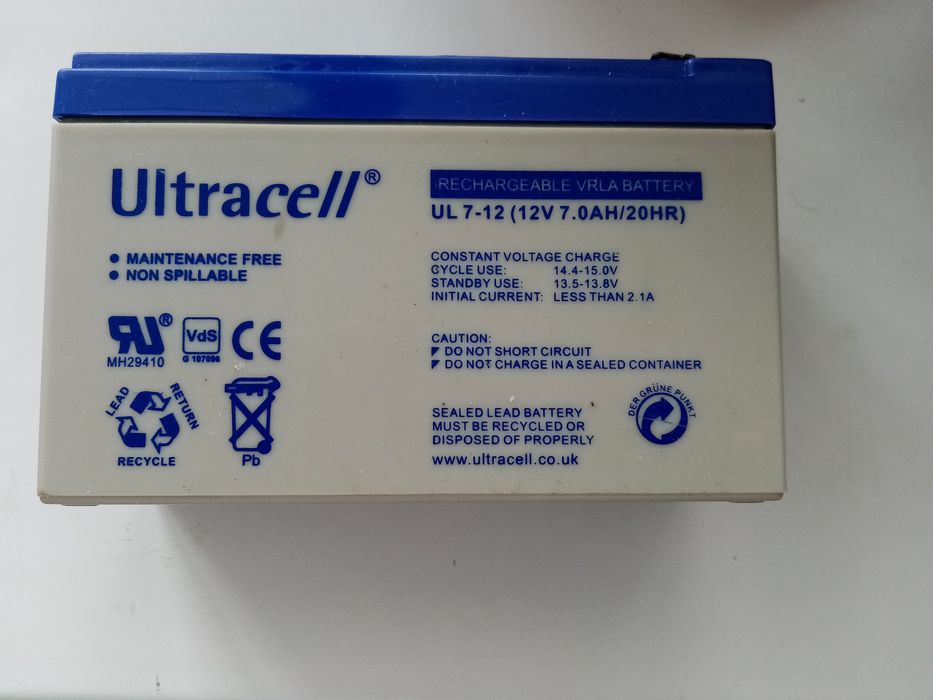 Ultracell®
MAINTENANCE FREE
NON SPILLABLE
RU®
MH29410
VdS
G 107096
CE
LEAD
RETURN
RECYCLE
Pb
RECHARGEABLE VRLA BATTERY
UL 7-12 (12V 7.0AH/20HR)
CONSTANT VOLTAGE CHARGE
CYCLE USE: 14.4-15.0V
STANDBY USE: 13.5-13.8V
INITIAL CURRENT: LESS THAN 2.1A
CAUTION:
DO NOT SHORT CIRCUIT
DO NOT CHARGE IN A SEALED CONTAINER
SEALED LEAD BATTERY
MUST BE RECYCLED OR
DISPOSED OF PROPERLY
www.ultracell.co.uk
DER GRÜNE PUNKT